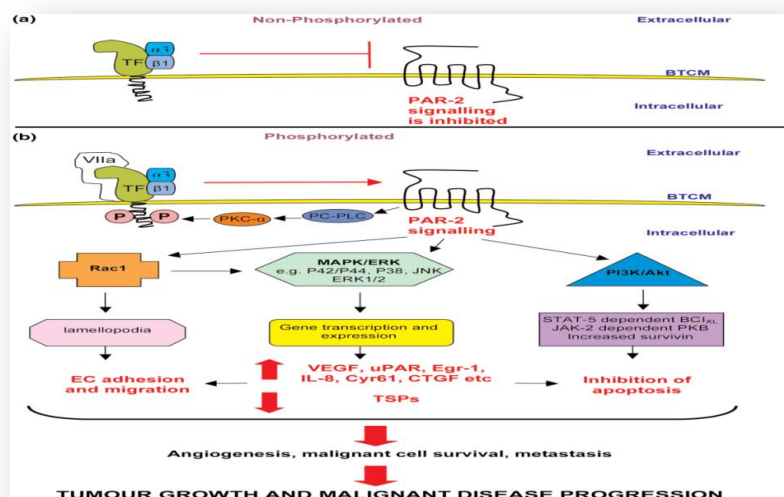 (a)
Non-Phosphorylated
Extracellular
α3
TF
β1
BTCM
PAR-2
signalling
is inhibited
Intracellular
(b)
Phosphorylated
Extracellular
VIIa
α3
TF
β1
BTCM
P
P
PKC-α
PC-PLC
PAR-2
signalling
Intracellular
Rac1
MAPK/ERK
e.g. P42/P44, P38, JNK
ERK1/2
PI3K/Akt
lamellopodia
Gene transcription and
expression
STAT-5 dependent BCl XL
JAK-2 dependent PKB
Increased survivin
EC adhesion
and migration
VEGF, uPAR, Egr-1,
IL-8, Cyr61, CTGF etc
TSPs
Inhibition of
apoptosis
Angiogenesis, malignant cell survival, metastasis
TUMOUR GROWTH AND MALIGNANT DISEASE PROGRESSION